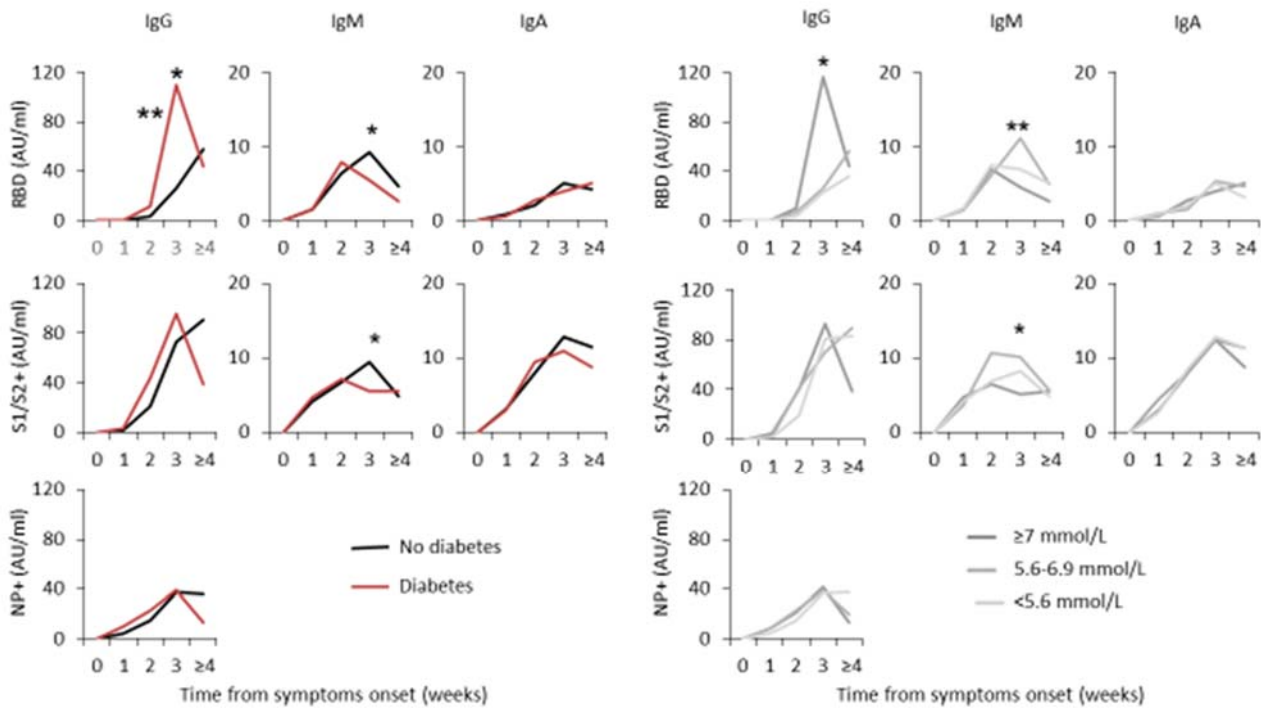 IgG IgM IgA IgG IgM IgA
RBD (AU/ml) 120 80 40 0 ** * 20 10 0 * 20 10 0 RBD (AU/ml) 120 80 40 0 * 20 10 0 ** 20 10 0
0 1 2 3 ≥4 0 1 2 3 ≥4 0 1 2 3 ≥4 0 1 2 3 ≥4 0 1 2 3 ≥4 0 1 2 3 ≥4
S1/S2+ (AU/ml) 120 80 40 0 20 10 0 * 20 10 0 S1/S2+ (AU/ml) 120 80 40 0 20 10 0 * 20 10 0
0 1 2 3 ≥4 0 1 2 3 ≥4 0 1 2 3 ≥4 0 1 2 3 ≥4 0 1 2 3 ≥4 0 1 2 3 ≥4
NP+ (AU/ml) 120 80 40 0 NP+ (AU/ml) 120 80 40 0
No diabetes
Diabetes
≥7 mmol/L
5.6-6.9 mmol/L
<5.6 mmol/L
0 1 2 3 ≥4 0 1 2 3 ≥4
Time from symptoms onset (weeks) Time from symptoms onset (weeks)